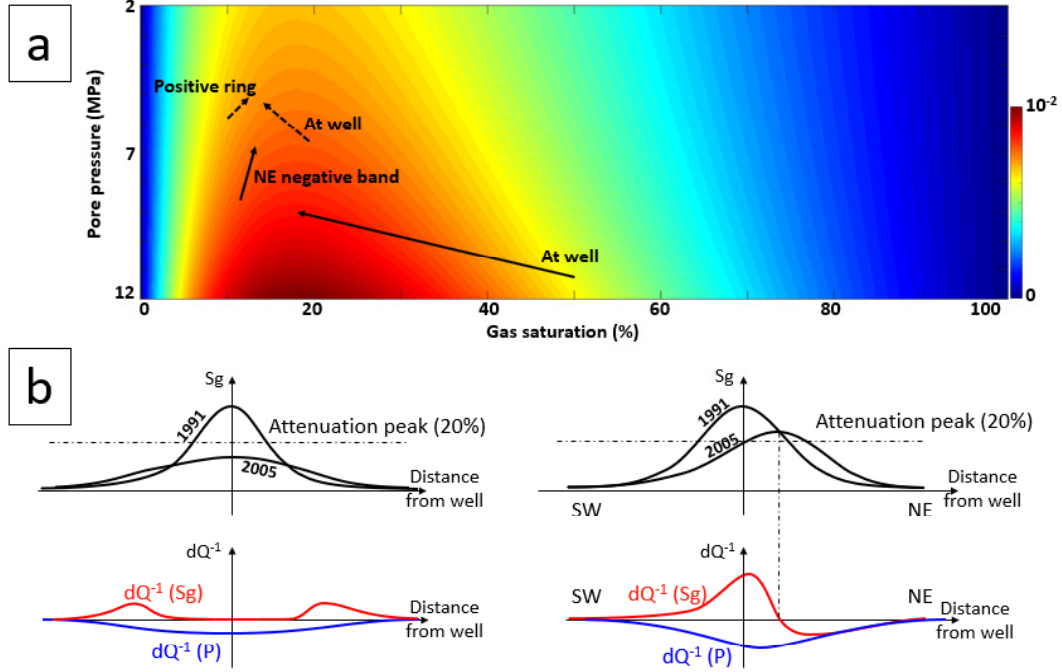 a
2
7
12
Pore pressure (MPa)
Positive ring
At well
NE negative band
At well
10⁻²
0
0
20
40
60
80
100
Gas saturation (%)
b
Sg
1991
Attenuation peak (20%)
2005
Distance
from well
dQ⁻¹
dQ⁻¹ (Sg)
dQ⁻¹ (P)
Distance
from well
Sg
1991
Attenuation peak (20%)
2005
Distance
from well
SW
NE
dQ⁻¹
SW
dQ⁻¹ (Sg)
NE
dQ⁻¹ (P)
Distance
from well